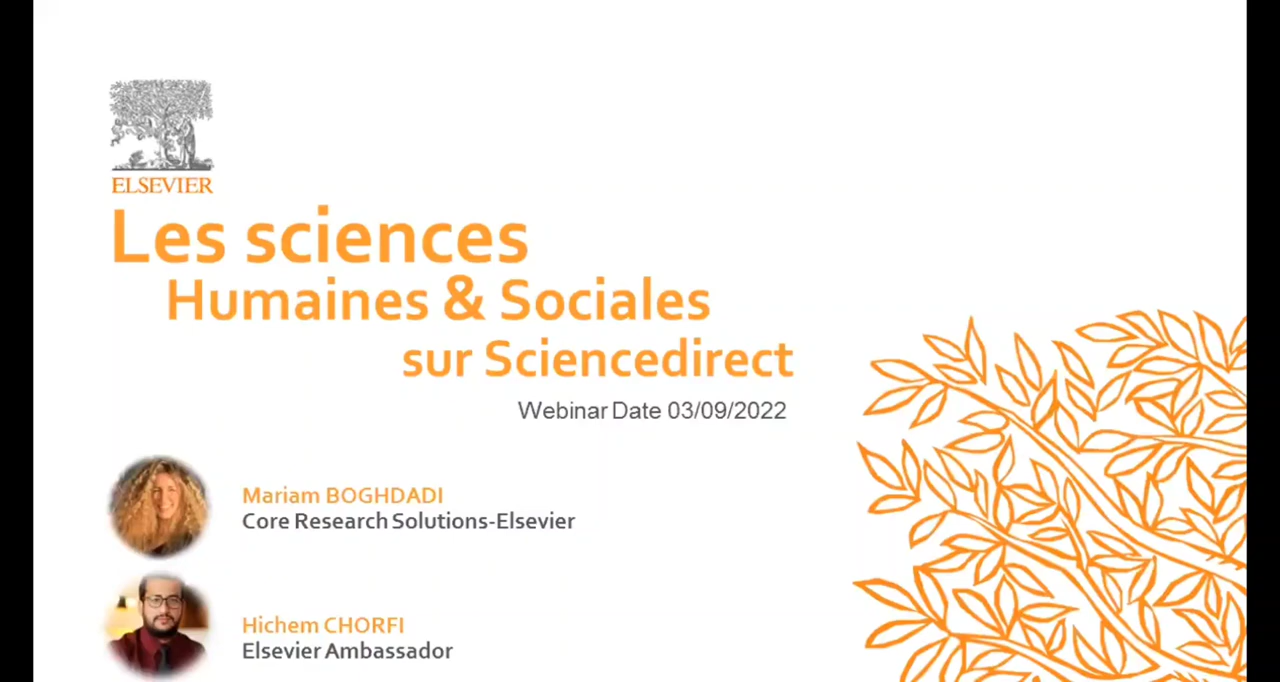 ELSEVIER
Les sciences
Humaines & Sociales
sur Sciencedirect
Webinar Date 03/09/2022
Mariam BOGHDADI
Core Research Solutions-Elsevier
Hichem CHORFI
Elsevier Ambassador